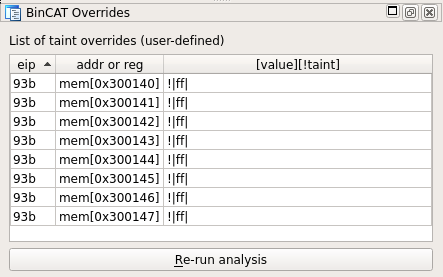 BinCAT Overrides
List of taint overrides (user-defined)
eip addr or reg [value][!taint]
93b mem[0x300140] !|ff|
93b mem[0x300141] !|ff|
93b mem[0x300142] !|ff|
93b mem[0x300143] !|ff|
93b mem[0x300144] !|ff|
93b mem[0x300145] !|ff|
93b mem[0x300146] !|ff|
93b mem[0x300147] !|ff|
Re-run analysis